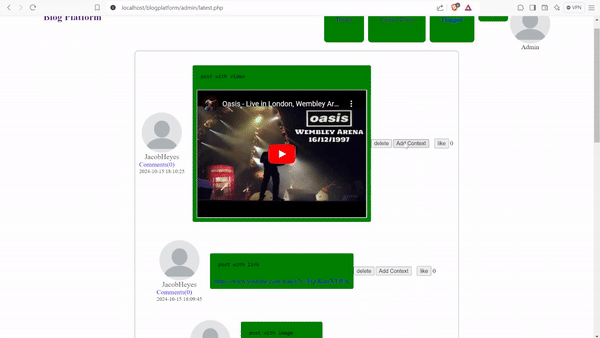 localhost/blogplatform/admin/latest.php
VPN
Blog Platform
Admin
post with video
Oasis - Live in London, Wembley Ar...
oasis
WEMBLEY ARENA
16/12/1997
delete
Add Context
like
0
JacobHeyes
Comments(0)
2024-10-15 18:10:25
post with link
delete
Add Context
like
0
JacobHeyes
Comments(0)
2024-10-15 18:09:45
post with image